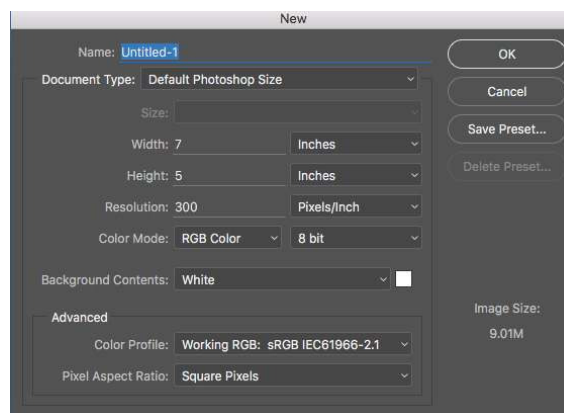 New
Name: Untitled-1
OK
Document Type: Default Photoshop Size
Cancel
Size:
Save Preset...
Width: 7 Inches
Delete Preset...
Height: 5 Inches
Resolution: 300 Pixels/Inch
Color Mode: RGB Color 8 bit
Background Contents: White
Image Size:
9.01M
Advanced
Color Profile: Working RGB: sRGB IEC61966-2.1
Pixel Aspect Ratio: Square Pixels